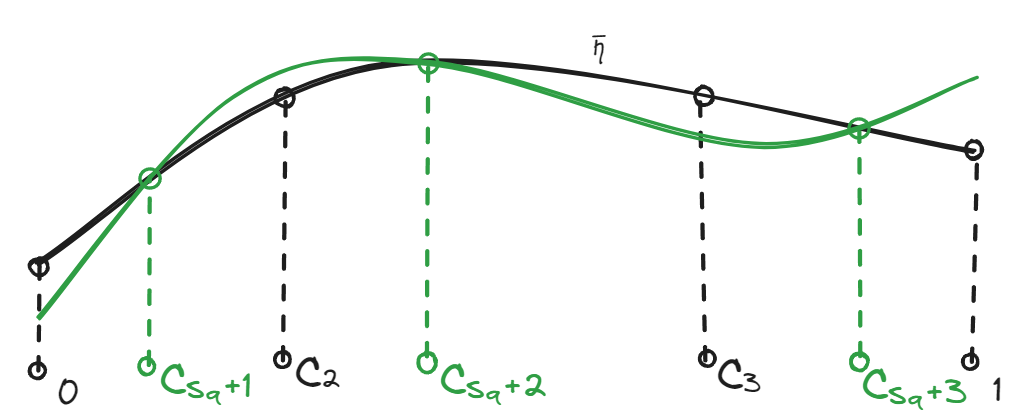 η̄
0 C_{s_q+1} C_2 C_{s_q+2} C_3 C_{s_q+3} 1